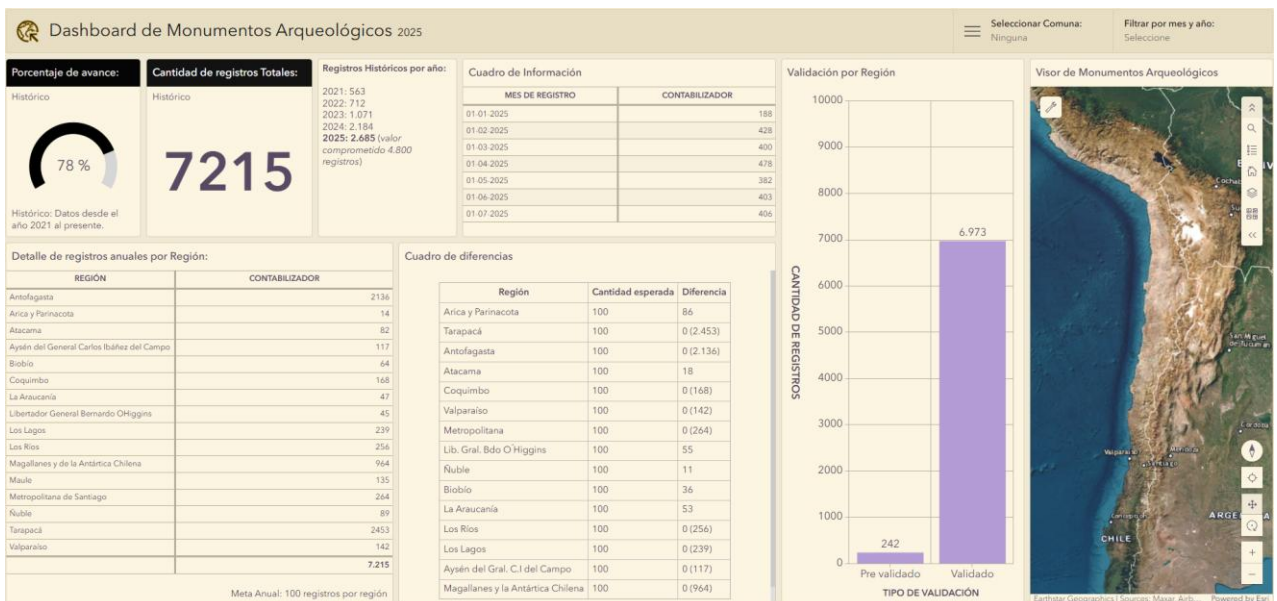 Dashboard de Monumentos Arqueológicos 2025
Seleccionar Comuna:
Ninguna
Filtrar por mes y año:
Seleccione
Porcentaje de avance:
Histórico
78 %
Histórico: Datos desde el
año 2021 al presente.
Cantidad de registros Totales:
Histórico
7215
Registros Históricos por año:
2021: 563
2022: 712
2023: 1.071
2024: 2.184
2025: 2.685 (valor
comprometido 4.800
registros)
Cuadro de Información
MES DE REGISTRO CONTABILIZADOR
01-01-2025 188
01-02-2025 428
01-03-2025 400
01-04-2025 478
01-05-2025 382
01-06-2025 403
01-07-2025 406
Detalle de registros anuales por Región:
REGIÓN CONTABILIZADOR
Antofagasta 2136
Arica y Parinacota 14
Atacama 82
Aysén del General Carlos Ibáñez del Campo 117
Biobío 64
Coquimbo 168
La Araucanía 47
Libertador General Bernardo OHiggins 45
Los Lagos 239
Los Ríos 256
Magallanes y de la Antártica Chilena 964
Maule 135
Metropolitana de Santiago 264
Ñuble 89
Tarapacá 2453
Valparaíso 142
7.215
Meta Anual: 100 registros por región
Cuadro de diferencias
Región Cantidad esperada Diferencia
Arica y Parinacota 100 86
Tarapacá 100 0 (2.453)
Antofagasta 100 0 (2.136)
Atacama 100 18
Coquimbo 100 0 (168)
Valparaíso 100 0 (142)
Metropolitana 100 0 (264)
Lib. Gral. Bdo O´Higgins 100 55
Ñuble 100 11
Biobío 100 36
La Araucanía 100 53
Los Ríos 100 0 (256)
Los Lagos 100 0 (239)
Aysén del Gral. C.I del Campo 100 0 (117)
Magallanes y la Antártica Chilena 100 0 (964)
Validación por Región
CANTIDAD DE REGISTROS
10000
9000
8000
7000
6000
5000
4000
3000
2000
1000
0
6.973
242
Pre validado Validado
TIPO DE VALIDACIÓN
Visor de Monumentos Arqueológicos
San Miguel
de Tucumán
Valparaíso
Mendoza
Santiago
CHILE
Earthstar Geographics | Sources: Maxar, Airb... Powered by Esri